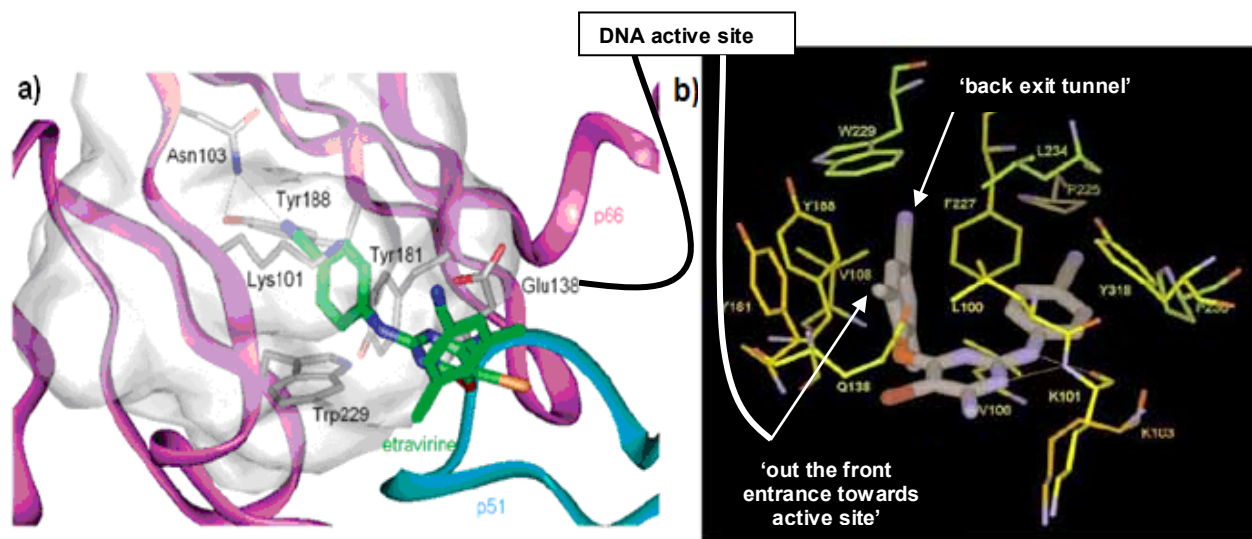 DNA active site
a)
Asn103
Tyr188
p66
Lys101
Tyr181
Glu138
Trp229
etravirine
p51
b)
‘back exit tunnel’
W229
L234
P225
Y188
F227
V108
Y181
L100
Y318
Q138
K101
V106
K103
‘out the front
entrance towards
active site’